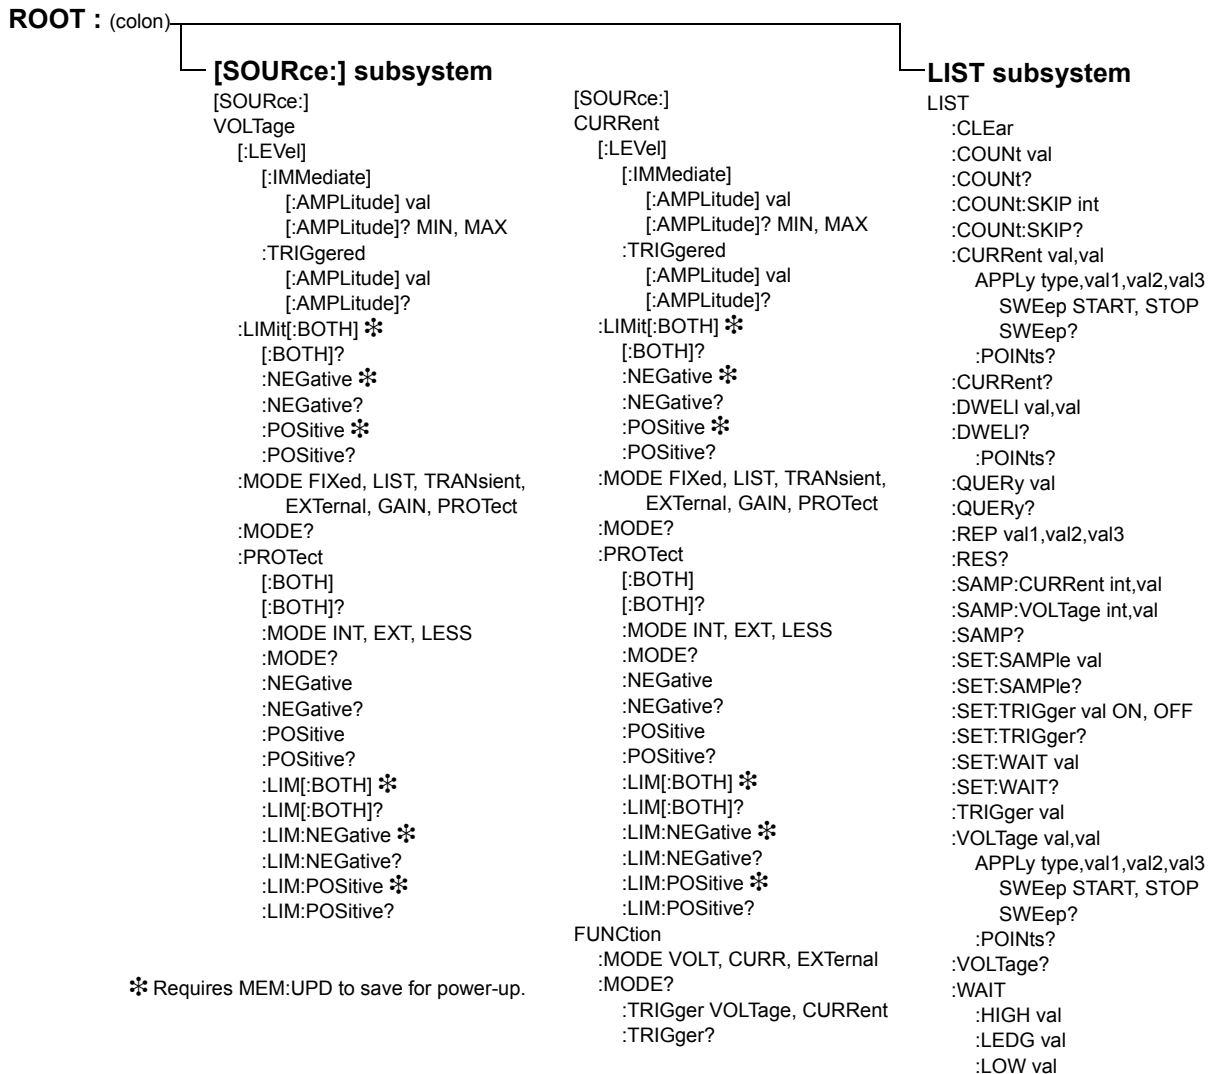 ROOT : (colon)
[SOURce:] subsystem
[SOURce:]
VOLTage
[:LEVel]
[:IMMediate]
[:AMPLitude] val
[:AMPLitude]? MIN, MAX
:TRIGgered
[:AMPLitude] val
[:AMPLitude]?
:LIMit[:BOTH] ✻
[:BOTH]?
:NEGative ✻
:NEGative?
:POSitive ✻
:POSitive?
:MODE FIXed, LIST, TRANsient,
EXTernal, GAIN, PROTect
:MODE?
:PROTect
[:BOTH]
[:BOTH]?
:MODE INT, EXT, LESS
:MODE?
:NEGative
:NEGative?
:POSitive
:POSitive?
:LIM[:BOTH] ✻
:LIM[:BOTH]?
:LIM:NEGative ✻
:LIM:NEGative?
:LIM:POSitive ✻
:LIM:POSitive?
✻ Requires MEM:UPD to save for power-up.
[SOURce:]
CURRent
[:LEVel]
[:IMMediate]
[:AMPLitude] val
[:AMPLitude]? MIN, MAX
:TRIGgered
[:AMPLitude] val
[:AMPLitude]?
:LIMit[:BOTH] ✻
[:BOTH]?
:NEGative ✻
:NEGative?
:POSitive ✻
:POSitive?
:MODE FIXed, LIST, TRANsient,
EXTernal, GAIN, PROTect
:MODE?
:PROTect
[:BOTH]
[:BOTH]?
:MODE INT, EXT, LESS
:MODE?
:NEGative
:NEGative?
:POSitive
:POSitive?
:LIM[:BOTH] ✻
:LIM[:BOTH]?
:LIM:NEGative ✻
:LIM:NEGative?
:LIM:POSitive ✻
:LIM:POSitive?
FUNCtion
:MODE VOLT, CURR, EXTernal
:MODE?
:TRIGger VOLTage, CURRent
:TRIGger?
LIST subsystem
LIST
:CLEar
:COUNt val
:COUNt?
:COUNt:SKIP int
:COUNt:SKIP?
:CURRent val,val
APPLy type,val1,val2,val3
SWEep START, STOP
SWEep?
:POINts?
:CURRent?
:DWELl val,val
:DWELl?
:POINts?
:QUERy val
:QUERy?
:REP val1,val2,val3
:RES?
:SAMP:CURRent int,val
:SAMP:VOLTage int,val
:SAMP?
:SET:SAMPle val
:SET:SAMPle?
:SET:TRIGger val ON, OFF
:SET:TRIGger?
:SET:WAIT val
:SET:WAIT?
:TRIGger val
:VOLTage val,val
APPLy type,val1,val2,val3
SWEep START, STOP
SWEep?
:POINts?
:VOLTage?
:WAIT
:HIGH val
:LEDG val
:LOW val